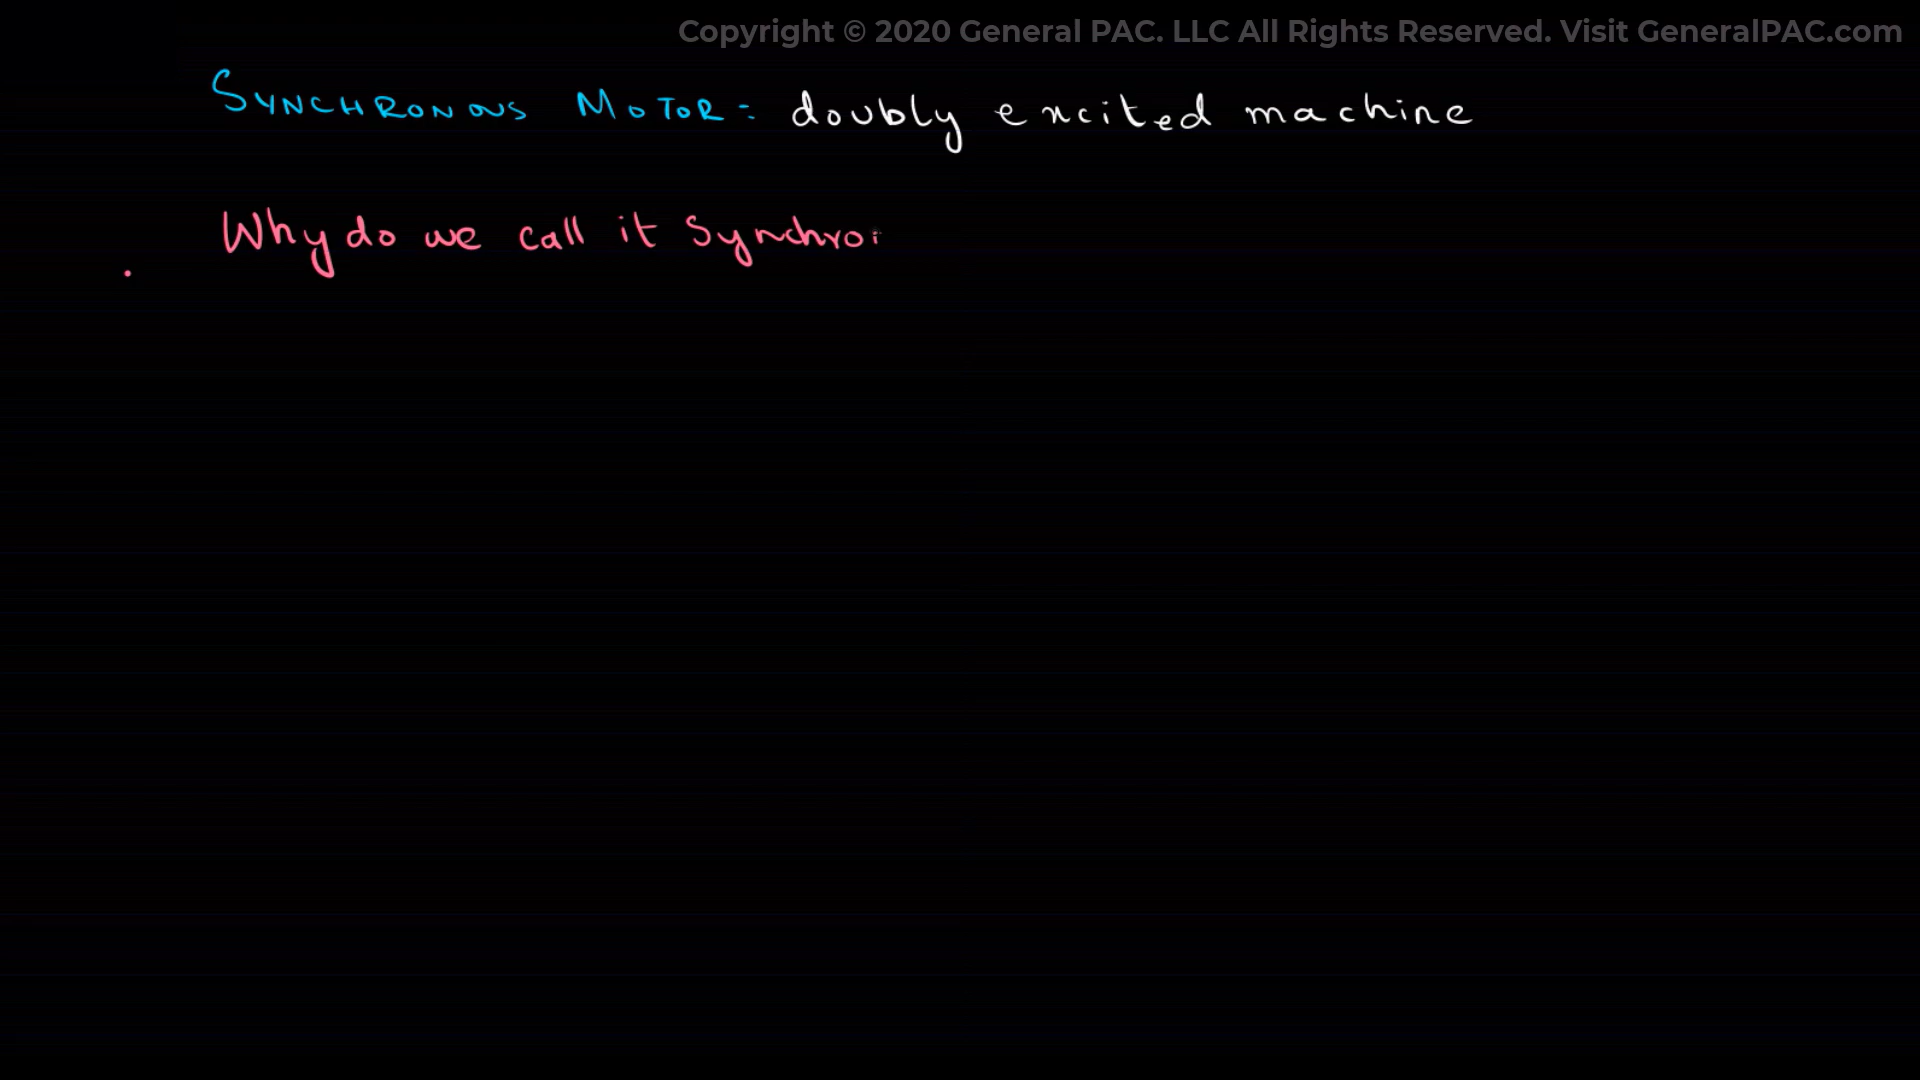 Copyright © 2020 General PAC. LLC All Rights Reserved. Visit GeneralPAC.com
SYNCHRONOUS MOTOR: doubly excited machine
Why do we call it Synchro